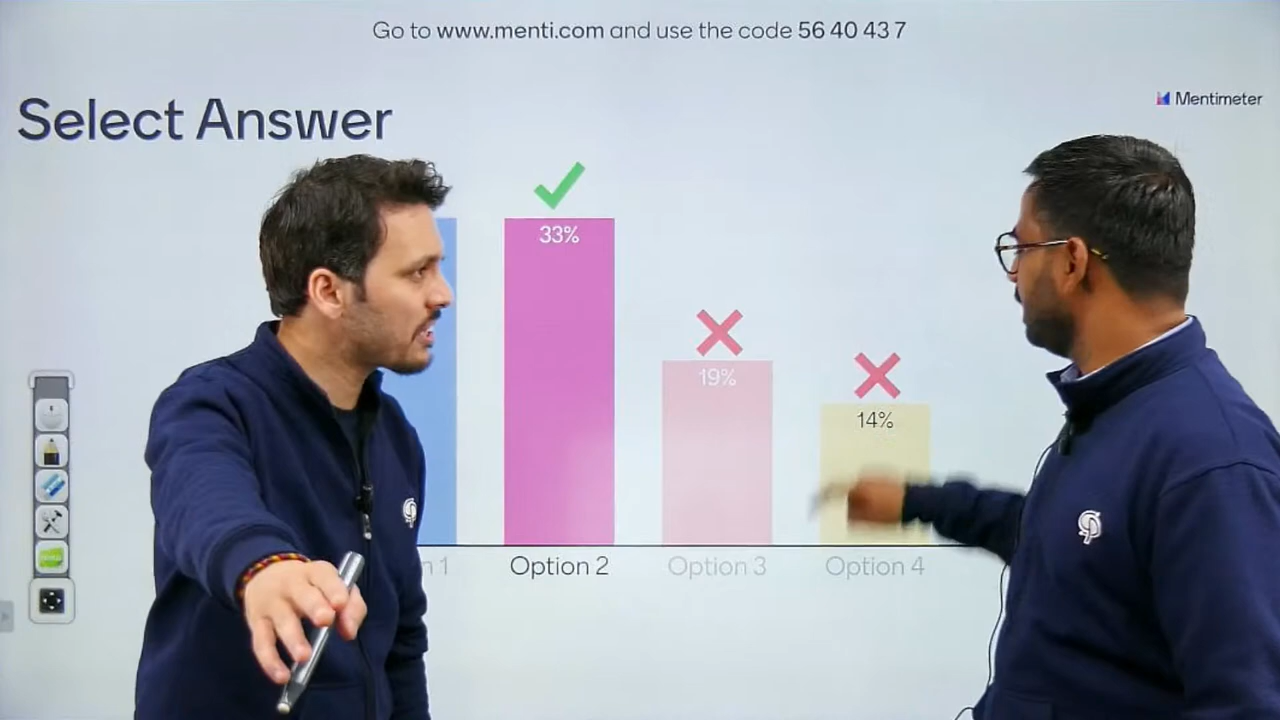 Go to www.menti.com and use the code 56 40 43 7
Mentimeter
Select Answer
33%
19%
14%
n 1
Option 2
Option 3
Option 4